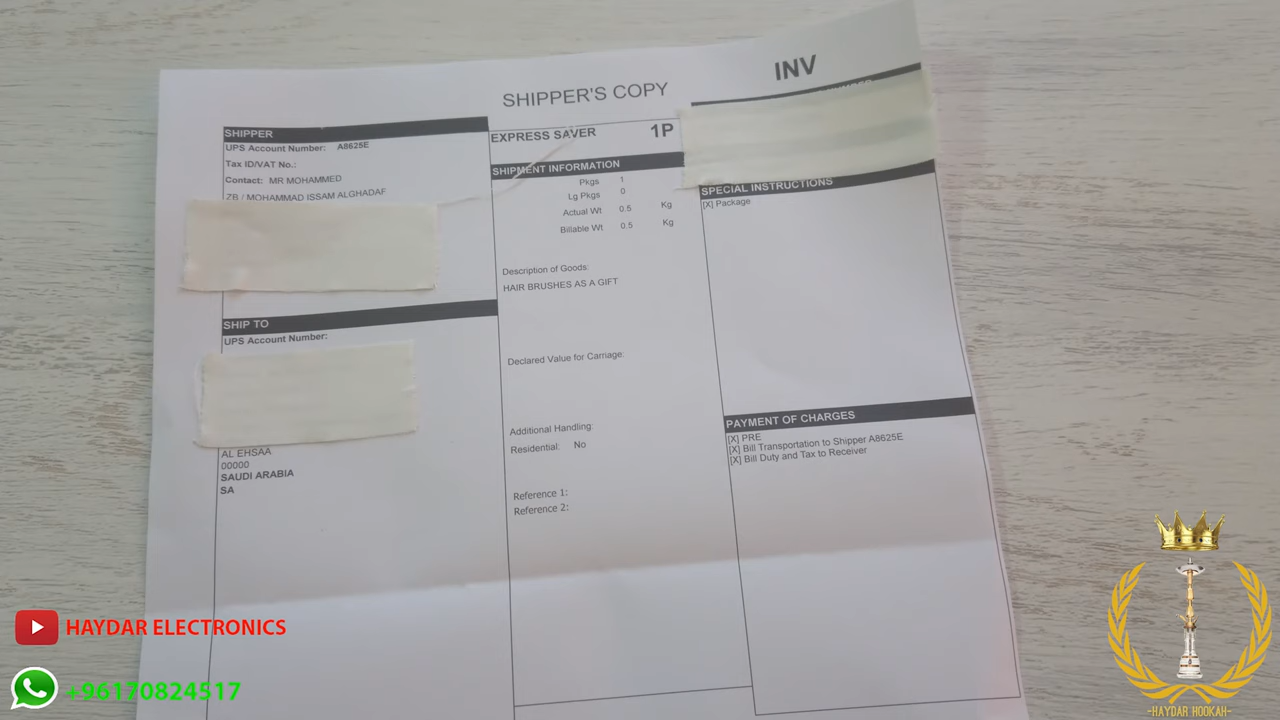 SHIPPER'S COPY
INV
SHIPPER
UPS Account Number: A8625E
Tax ID/VAT No.:
Contact: MR MOHAMMED
ZB / MOHAMMAD ISSAM ALGHADAF
SHIP TO
UPS Account Number:
AL EHSAA
00000
SAUDI ARABIA
SA
EXPRESS SAVER 1P
SHIPMENT INFORMATION
Pkgs 1
Lg Pkgs 0
Actual Wt 0.5 Kg
Billable Wt 0.5 Kg
Description of Goods:
HAIR BRUSHES AS A GIFT
Declared Value for Carriage:
Additional Handling:
Residential: No
Reference 1:
Reference 2:
SPECIAL INSTRUCTIONS
[X] Package
PAYMENT OF CHARGES
[X] PRE
[X] Bill Transportation to Shipper A8625E
[X] Bill Duty and Tax to Receiver
HAYDAR ELECTRONICS
+96170824517
-HAYDAR HOOKAH-